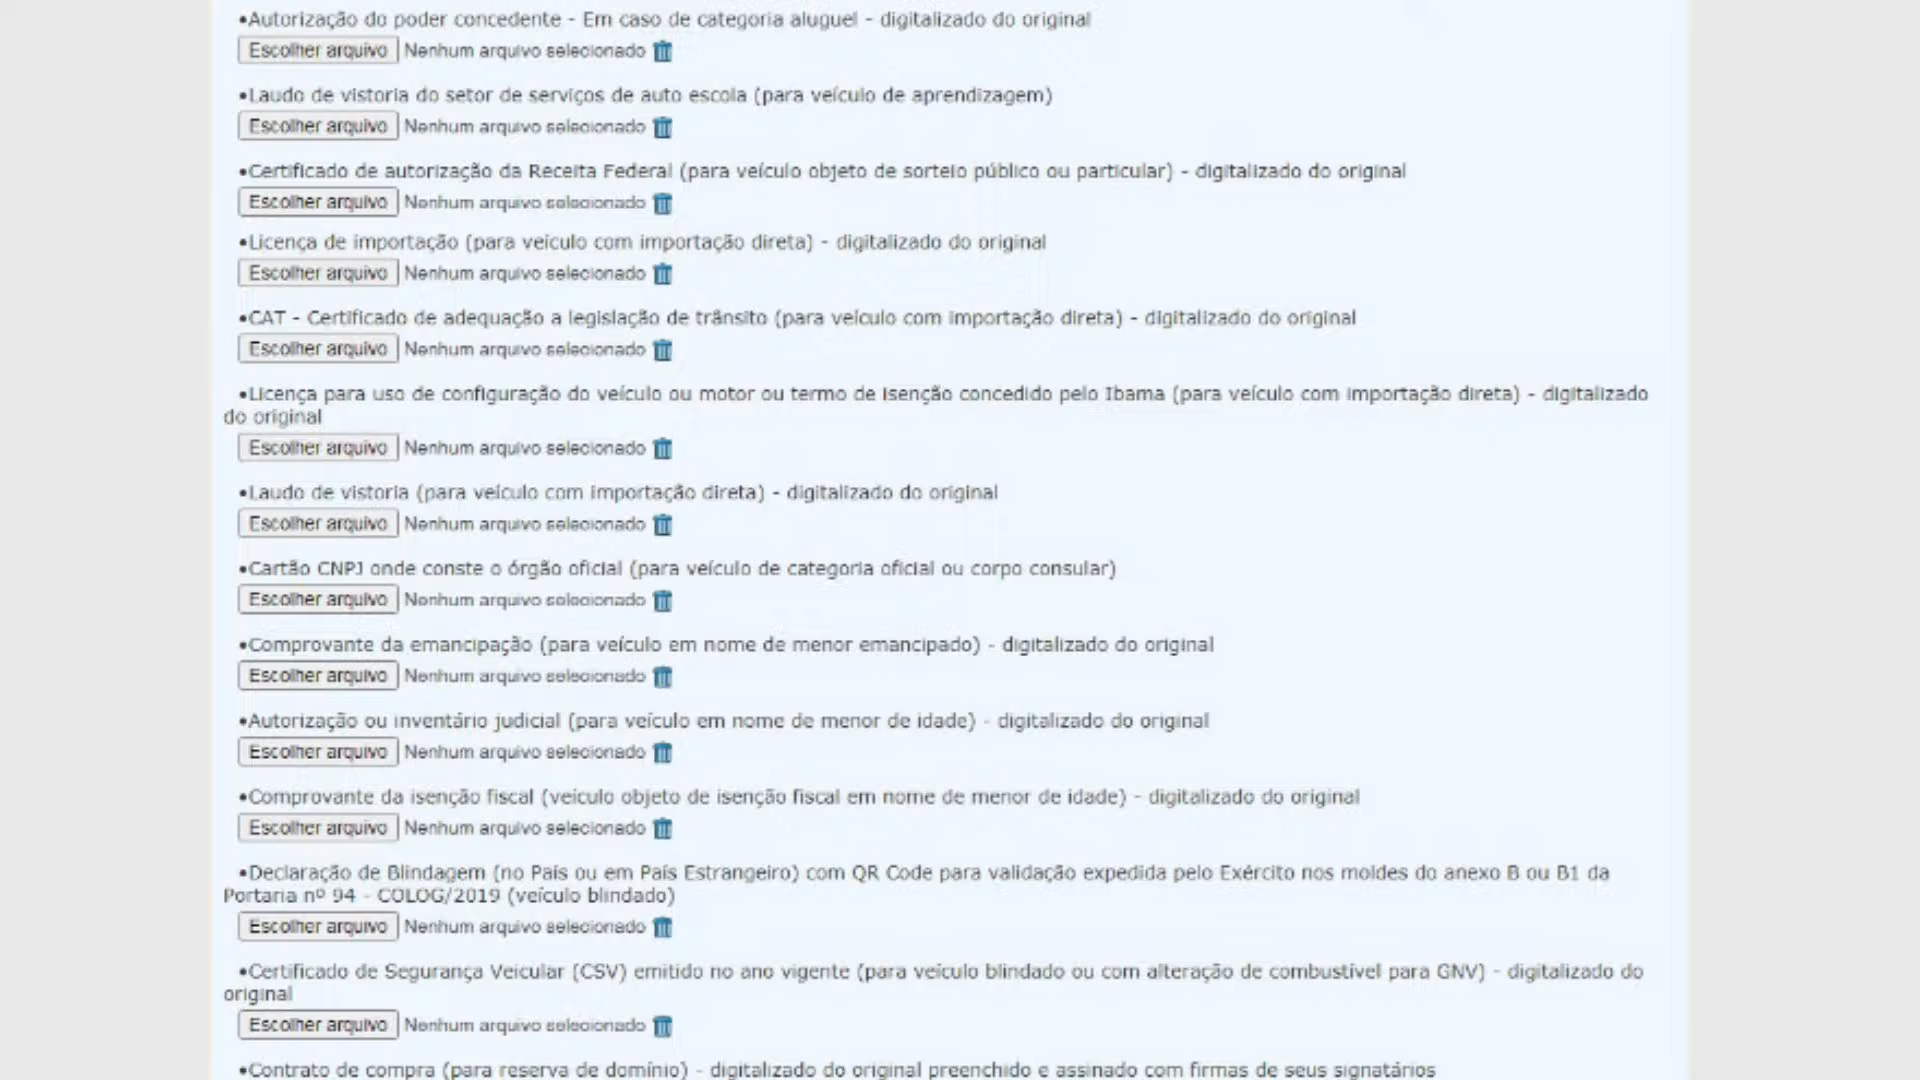 •Autorização do poder concedente - Em caso de categoria aluguel - digitalizado do original
Escolher arquivo Nenhum arquivo selecionado
•Laudo de vistoria do setor de serviços de auto escola (para veículo de aprendizagem)
Escolher arquivo Nenhum arquivo selecionado
•Certificado de autorização da Receita Federal (para veículo objeto de sorteio público ou particular) - digitalizado do original
Escolher arquivo Nenhum arquivo selecionado
•Licença de importação (para veículo com importação direta) - digitalizado do original
Escolher arquivo Nenhum arquivo selecionado
•CAT - Certificado de adequação a legislação de trânsito (para veículo com importação direta) - digitalizado do original
Escolher arquivo Nenhum arquivo selecionado
•Licença para uso de configuração do veículo ou motor ou termo de isenção concedido pelo Ibama (para veículo com importação direta) - digitalizado
do original
Escolher arquivo Nenhum arquivo selecionado
•Laudo de vistoria (para veículo com importação direta) - digitalizado do original
Escolher arquivo Nenhum arquivo selecionado
•Cartão CNPJ onde conste o órgão oficial (para veículo de categoria oficial ou corpo consular)
Escolher arquivo Nenhum arquivo selecionado
•Comprovante da emancipação (para veículo em nome de menor emancipado) - digitalizado do original
Escolher arquivo Nenhum arquivo selecionado
•Autorização ou inventário judicial (para veículo em nome de menor de idade) - digitalizado do original
Escolher arquivo Nenhum arquivo selecionado
•Comprovante da isenção fiscal (veículo objeto de isenção fiscal em nome de menor de idade) - digitalizado do original
Escolher arquivo Nenhum arquivo selecionado
•Declaração de Blindagem (no País ou em País Estrangeiro) com QR Code para validação expedida pelo Exército nos moldes do anexo B ou B1 da
Portaria nº 94 - COLOG/2019 (veículo blindado)
Escolher arquivo Nenhum arquivo selecionado
•Certificado de Segurança Veicular (CSV) emitido no ano vigente (para veículo blindado ou com alteração de combustível para GNV) - digitalizado do
original
Escolher arquivo Nenhum arquivo selecionado
•Contrato de compra (para reserva de domínio) - digitalizado do original preenchido e assinado com firmas de seus signatários